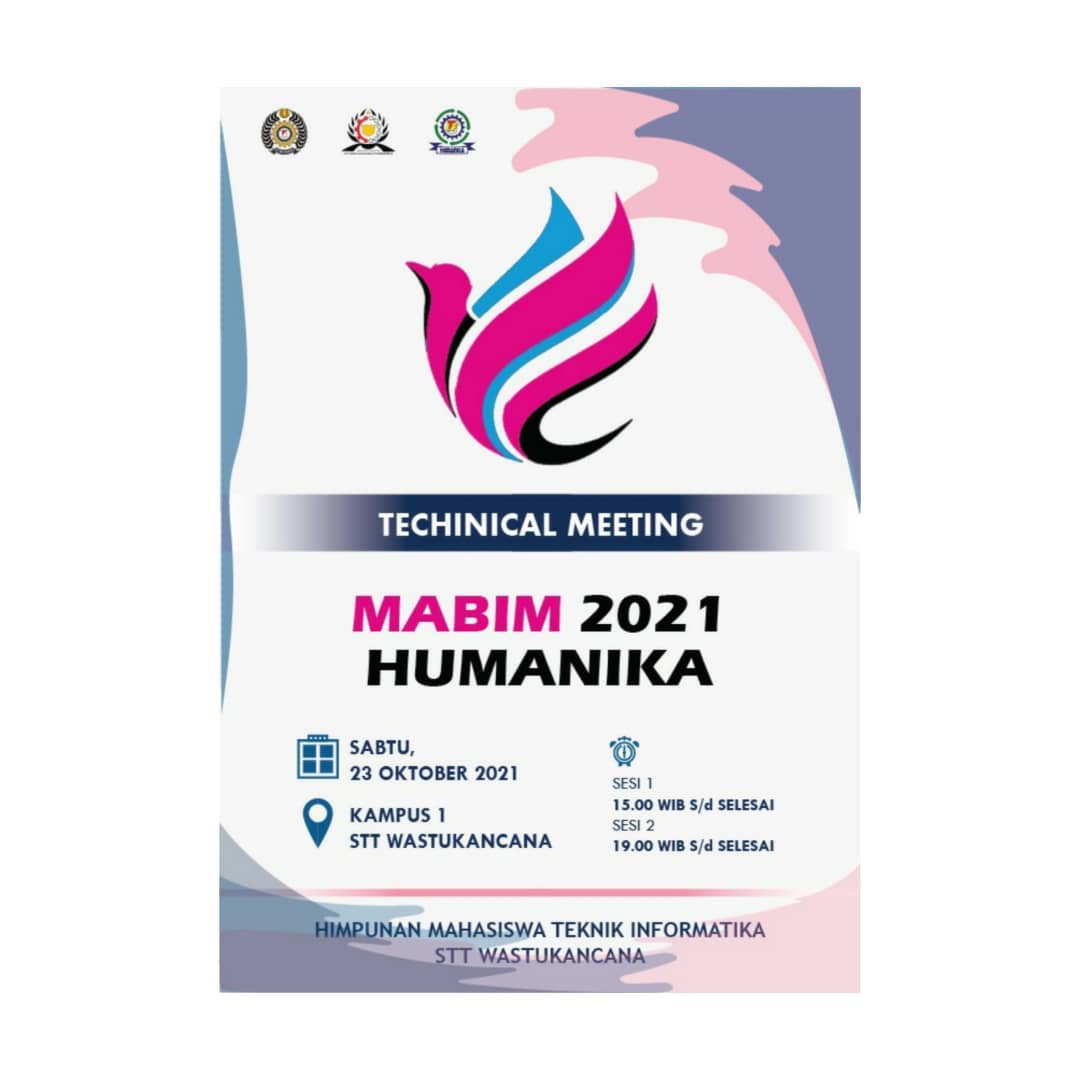 TECHINICAL MEETING
MABIM 2021
HUMANIKA
SABTU,
23 OKTOBER 2021
KAMPUS 1
STT WASTUKANCANA
SESI 1
15.00 WIB S/d SELESAI
SESI 2
19.00 WIB S/d SELESAI
HIMPUNAN MAHASISWA TEKNIK INFORMATIKA
STT WASTUKANCANA